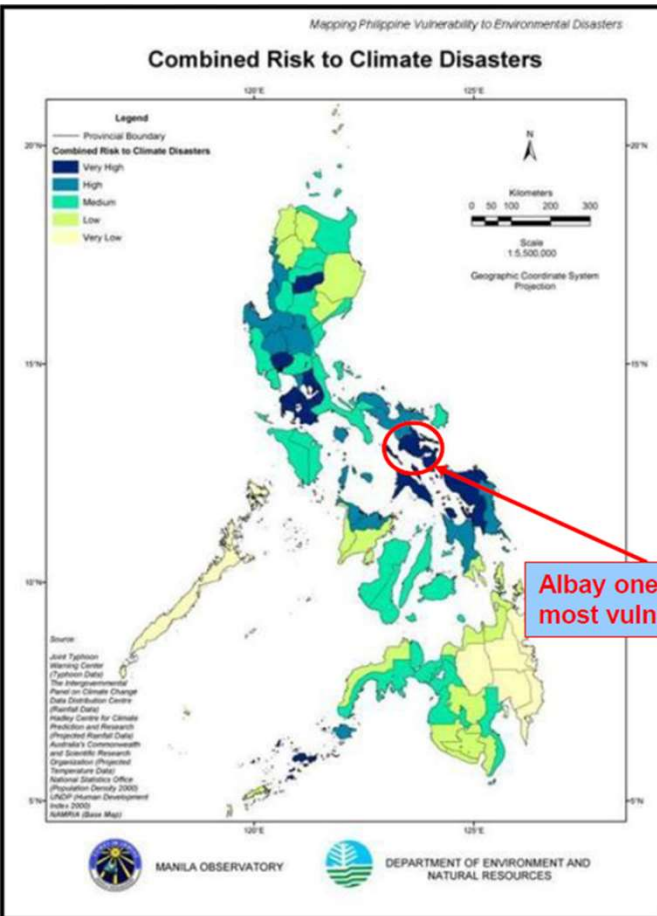 Mapping Philippine Vulnerability to Environmental Disasters
Combined Risk to Climate Disasters
120°E 125°E
Legend
Provincial Boundary
Combined Risk to Climate Disasters
Very High
High
Medium
Low
Very Low
20°N 20°N
N
Kilometers
0 50 100 200 300
Scale
1:5,500,000
Geographic Coordinate System
Projection
15°N 15°N
10°N
Albay one
most vuln
Source:
Joint Typhoon
Warning Center
(Typhoon Data)
The Intergovernmental
Panel on Climate Change
Data Distribution Centre
(Rainfall Data)
Hadley Centre for Climate
Prediction and Research
(Projected Rainfall Data)
Australia's Commonwealth
and Scientific Research
Organization (Projected
Temperature Data)
National Statistics Office
(Population Density 2000)
UNDP (Human Development
Index 2000)
NAMRIA (Base Map)
5°N 5°N
120°E 125°E
MANILA OBSERVATORY
DEPARTMENT OF ENVIRONMENT AND
NATURAL RESOURCES